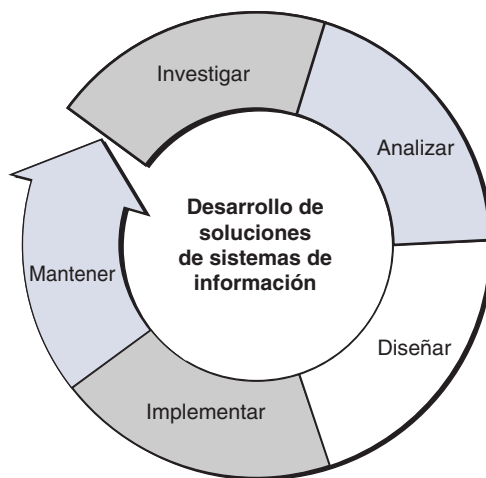 Investigar
Analizar
Desarrollo de
soluciones
de sistemas de
información
Mantener
Diseñar
Implementar